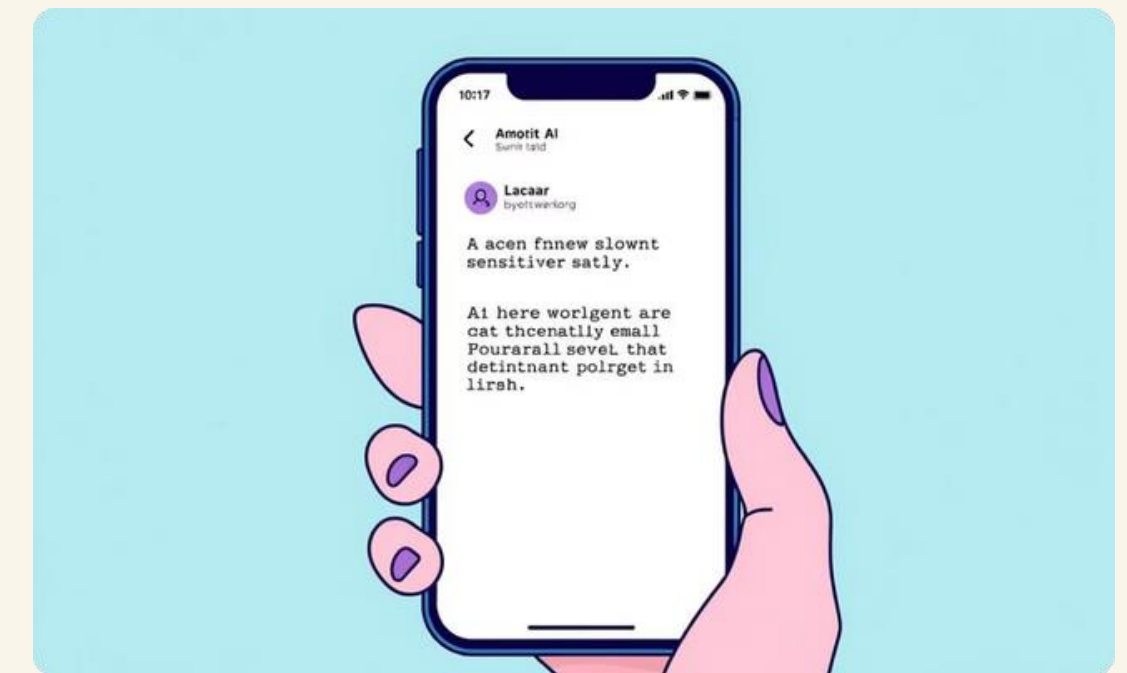 10:17
Amotit AI
Lacaar
A acen fnnew slownt
sensitiver satly.
A1 here worlgent are
cat thcenatliy emall
Pourarall seveL that
detintnant polrget in
lirsh.